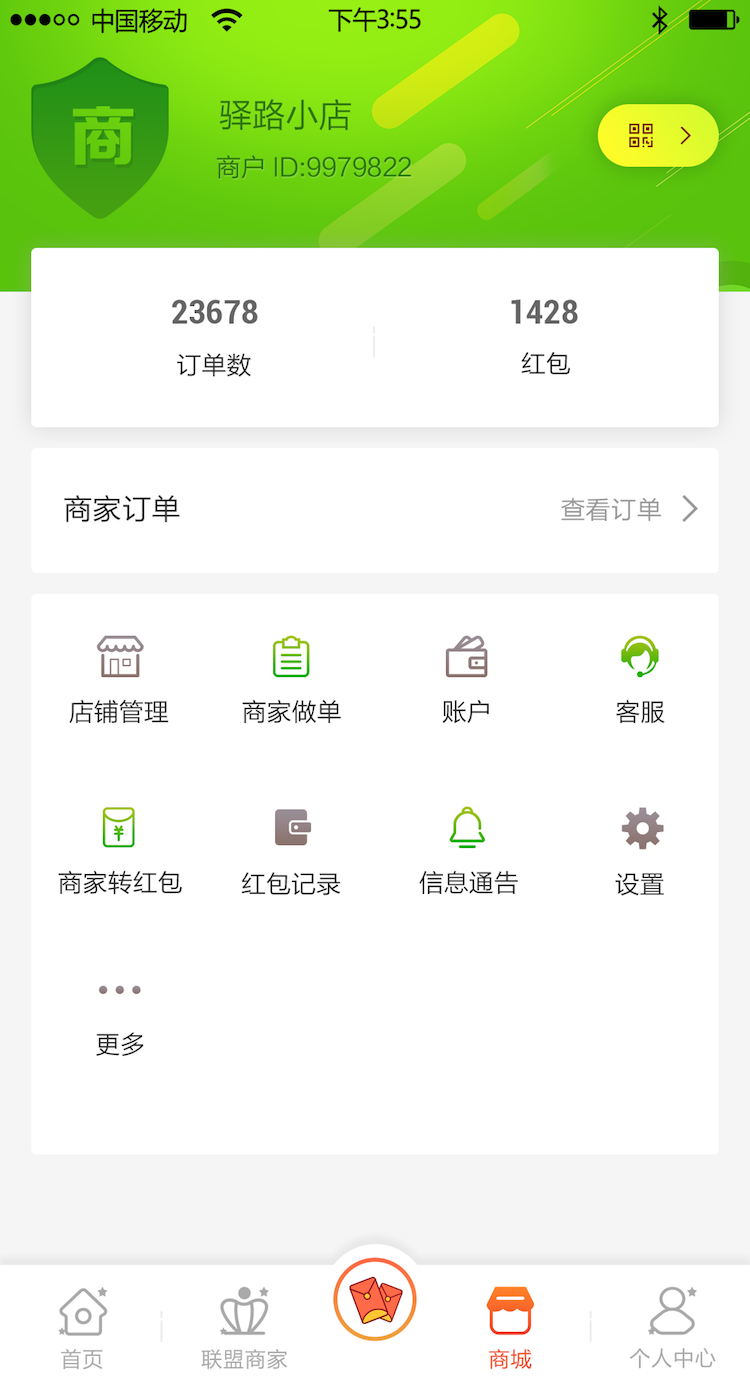 中国移动 下午3:55
商
驿路小店
商户 ID:9979822
23678 1428
订单数 红包
商家订单 查看订单
店铺管理 商家做单 账户 客服
商家转红包 红包记录 信息通告 设置
更多
首页 联盟商家 商城 个人中心